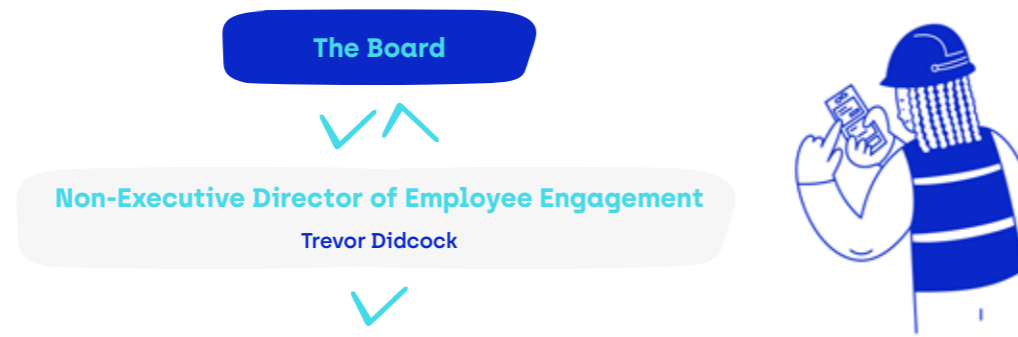 The Board
Non-Executive Director of Employee Engagement
Trevor Didcock